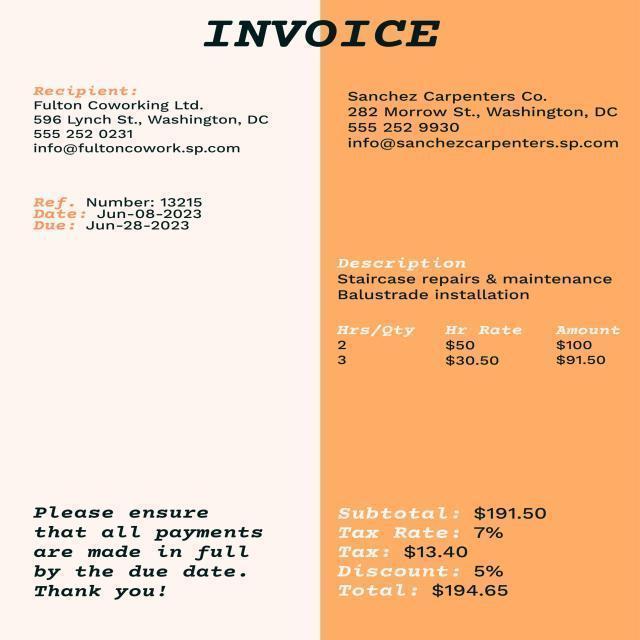 INVOICE
Recipient:
Fulton Coworking Ltd.
596 Lynch St., Washington, DC
555 252 0231
info@fultoncowork.sp.com
Sanchez Carpenters Co.
282 Morrow St., Washington, DC
555 252 9930
info@sanchezcarpenters.sp.com
Ref. Number: 13215
Date: Jun-08-2023
Due: Jun-28-2023
Description
Staircase repairs & maintenance
Balustrade installation
Hrs/Qty Hr Rate Amount
2 $50 $100
3 $30.50 $91.50
Please ensure
that all payments
are made in full
by the due date.
Thank you!
Subtotal: $191.50
Tax Rate: 7%
Tax: $13.40
Discount: 5%
Total: $194.65